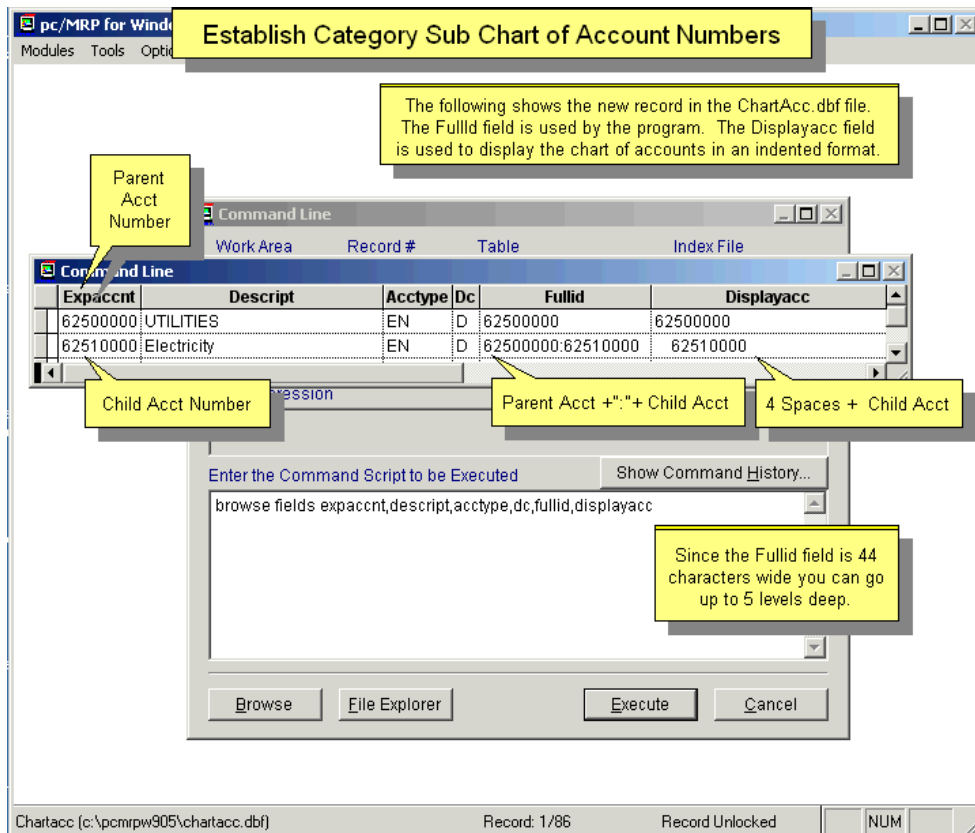 pc/MRP for Wind
Establish Category Sub Chart of Account Numbers
Modules Tools Optio
The following shows the new record in the ChartAcc.dbf file.
The FullId field is used by the program. The Displayacc field
is used to display the chart of accounts in an indented format.
Parent
Acct
Number
Command Line
Work Area Record # Table Index File
Command Line
Expaccnt Descript Acctype Dc Fullid Displayacc
62500000 UTILITIES EN D 62500000 62500000
62510000 Electricity EN D 62500000:62510000 62510000
Child Acct Number
Parent Acct +":"+ Child Acct
4 Spaces + Child Acct
ression
Enter the Command Script to be Executed
Show Command History...
browse fields expaccnt,descript,acctype,dc,fullid,displayacc
Since the Fullid field is 44
characters wide you can go
up to 5 levels deep.
Browse File Explorer Execute Cancel
Chartacc (c:\pcmrpw905\chartacc.dbf) Record: 1/86 Record Unlocked NUM